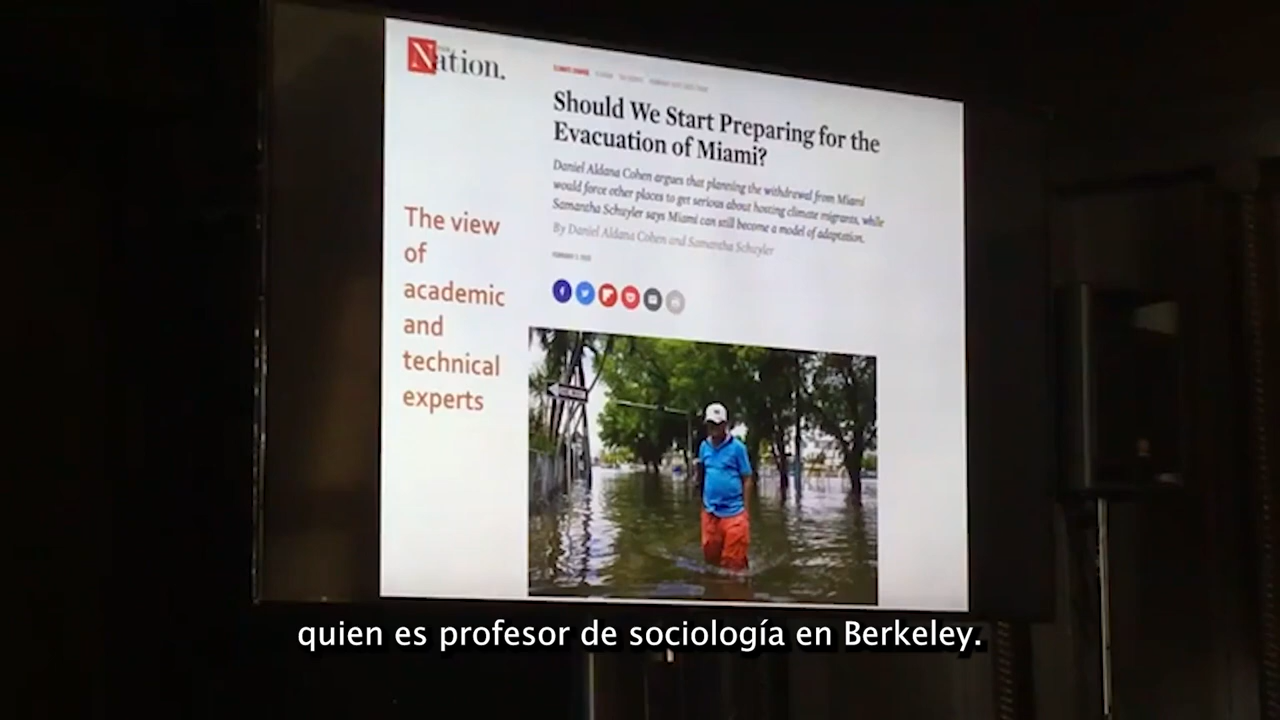 THE Nation.
Should We Start Preparing for the
Evacuation of Miami?
Daniel Aldana Cohen argues that planning the withdrawal from Miami
would force other places to get serious about hosting climate migrants, while
Samantha Schuyler says Miami can still become a model of adaptation.
By Daniel Aldana Cohen and Samantha Schuyler
The view
of
academic
and
technical
experts
quien es profesor de sociología en Berkeley.